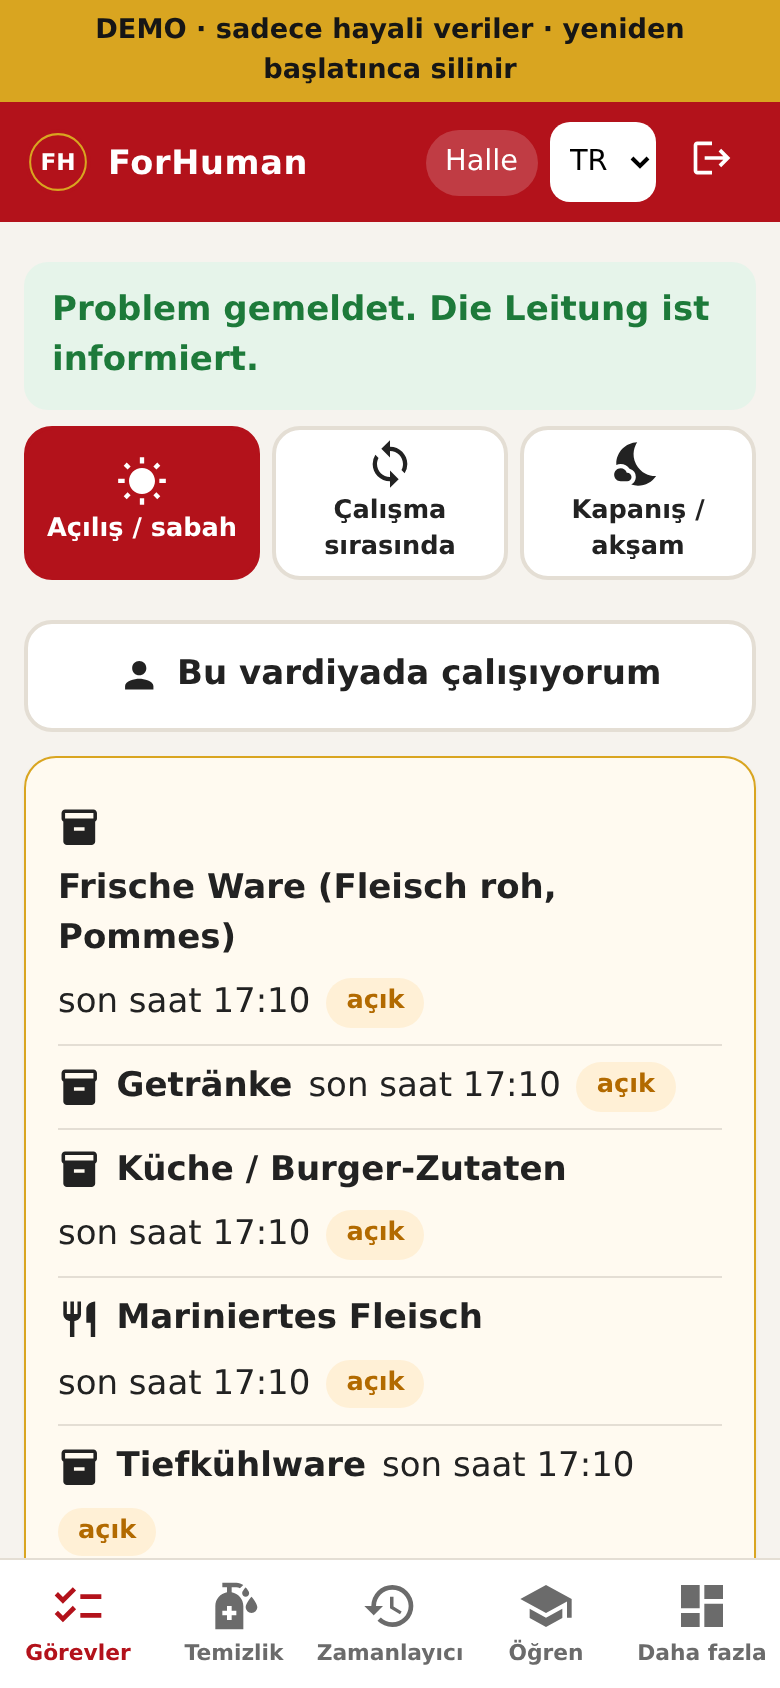 DEMO · sadece hayali veriler · yeniden
başlatınca silinir
FH ForHuman Halle TR
Problem gemeldet. Die Leitung ist
informiert.
Açılış / sabah
Çalışma
sırasında
Kapanış /
akşam
Bu vardiyada çalışıyorum
Frische Ware (Fleisch roh,
Pommes)
son saat 17:10 açık
Getränke son saat 17:10 açık
Küche / Burger-Zutaten
son saat 17:10 açık
Mariniertes Fleisch
son saat 17:10 açık
Tiefkühlware son saat 17:10
açık
Görevler Temizlik Zamanlayıcı Öğren Daha fazla